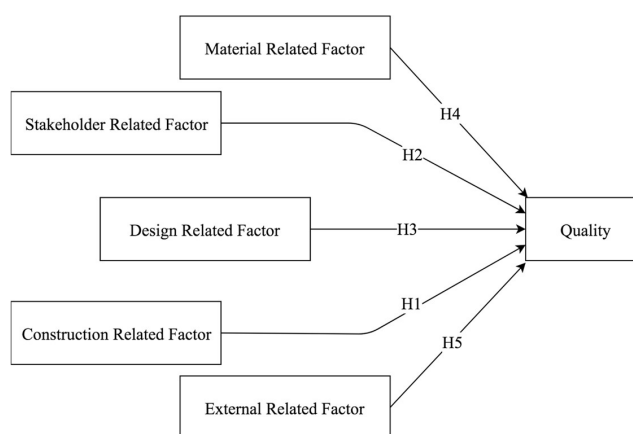 Material Related Factor
H4
Stakeholder Related Factor
H2
Design Related Factor
H3
Quality
H1
Construction Related Factor
H5
External Related Factor